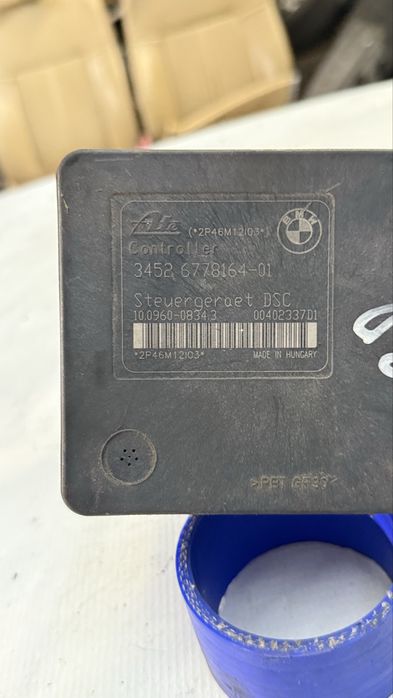 Ate (*2P46M12I03*) BMW
Controller
3452 6778164-01
Steuergeraet DSC
10.0960-0834.3 00402337D1
*2P46M12I03* MADE IN HUNGARY
>PBT GF30<